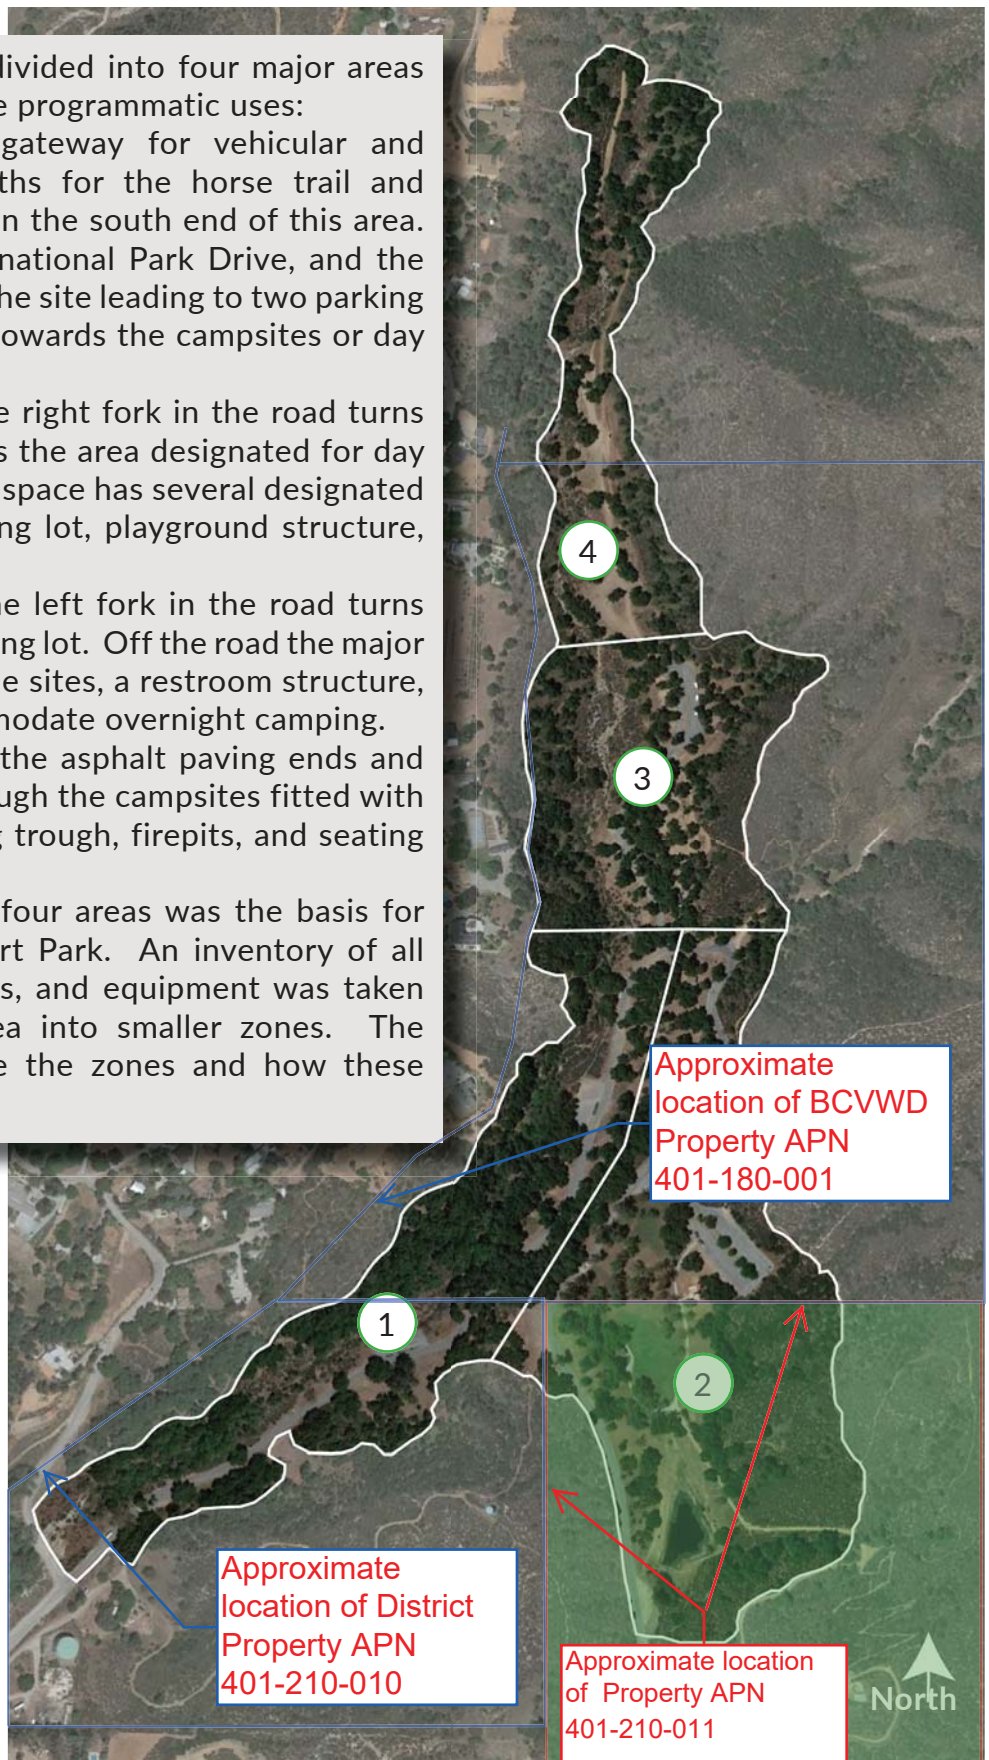 divided into four major areas
programmatic uses:
gateway for vehicular and
for the horse trail and
n the south end of this area.
national Park Drive, and the
he site leading to two parking
owards the campsites or day
e right fork in the road turns
s the area designated for day
space has several designated
ng lot, playground structure,
he left fork in the road turns
ng lot. Off the road the major
e sites, a restroom structure,
modate overnight camping.
the asphalt paving ends and
ugh the campsites fitted with
g trough, firepits, and seating
four areas was the basis for
rt Park. An inventory of all
s, and equipment was taken
ea into smaller zones. The
e the zones and how these
4
3
Approximate
location of BCVWD
Property APN
401-180-001
1
2
Approximate
location of District
Property APN
401-210-010
Approximate location
of Property APN
401-210-011
North